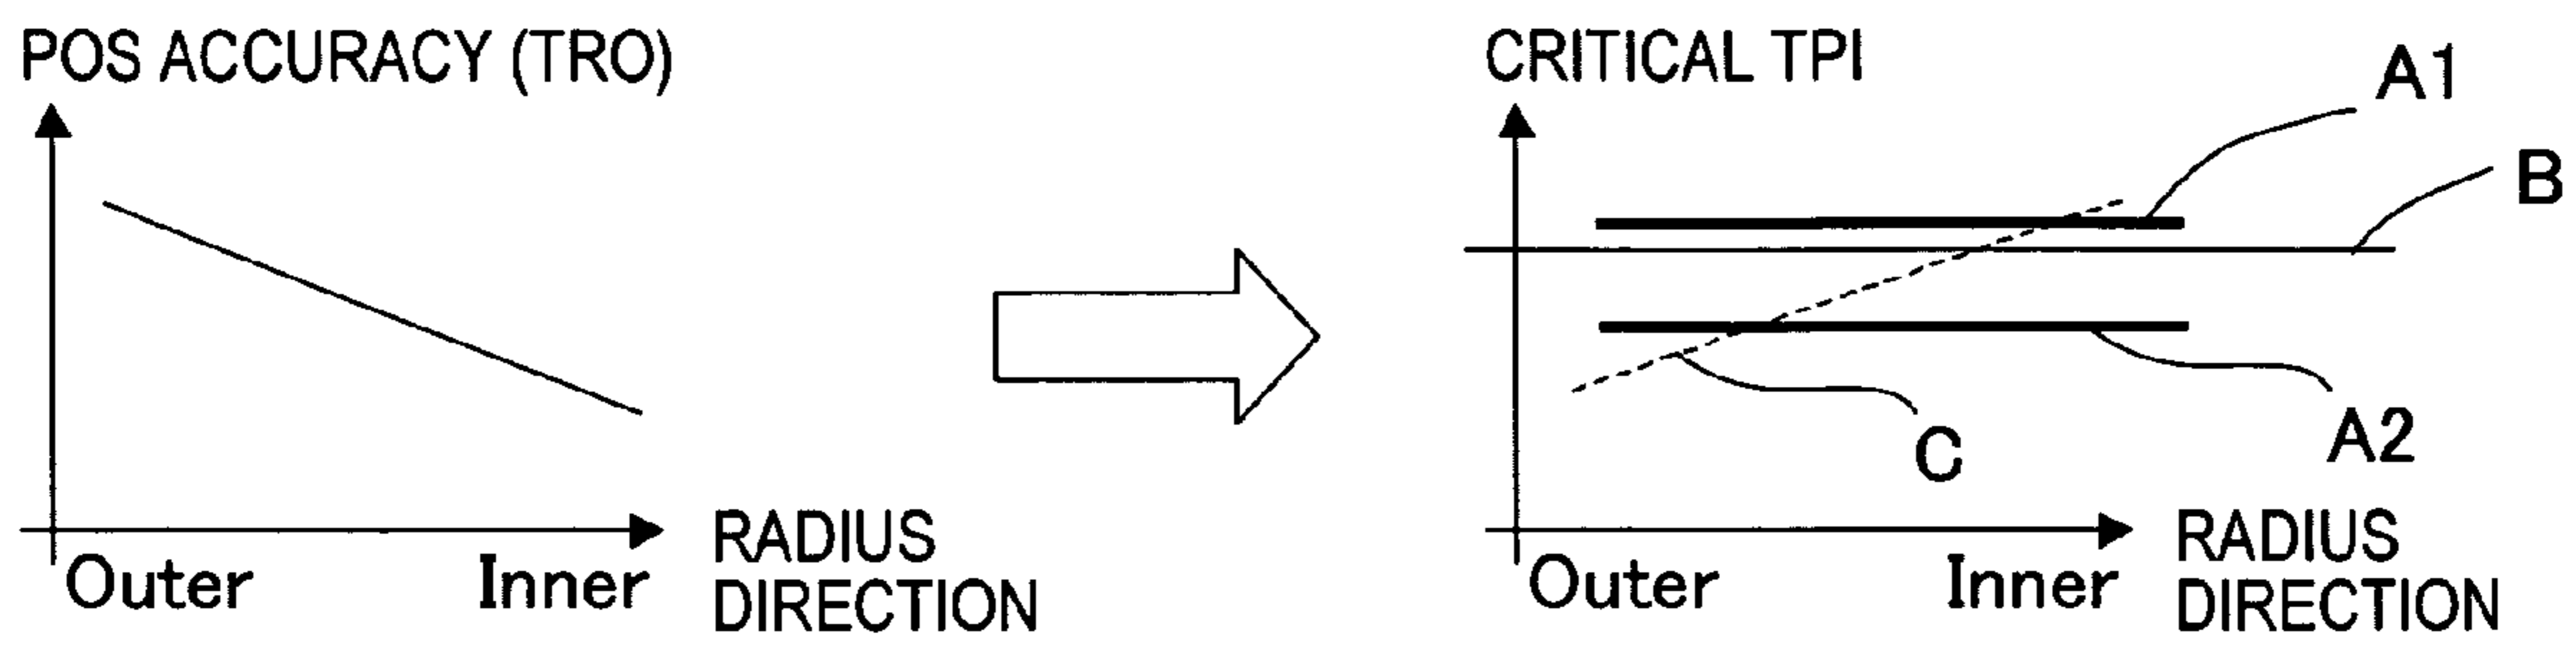 POS ACCURACY (TRO)
Outer
Inner
RADIUS
DIRECTION
CRITICAL TPI
A1
B
A2
C
Outer
Inner
RADIUS
DIRECTION